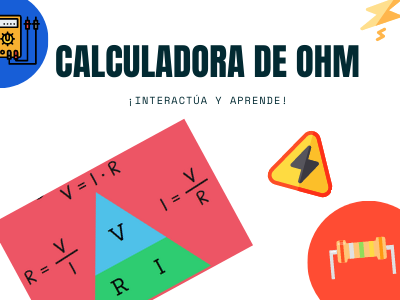 CALCULADORA DE OHM
¡INTERACTÚA Y APRENDE!
V=I·R
I=V/R
R=V/I
V
R I